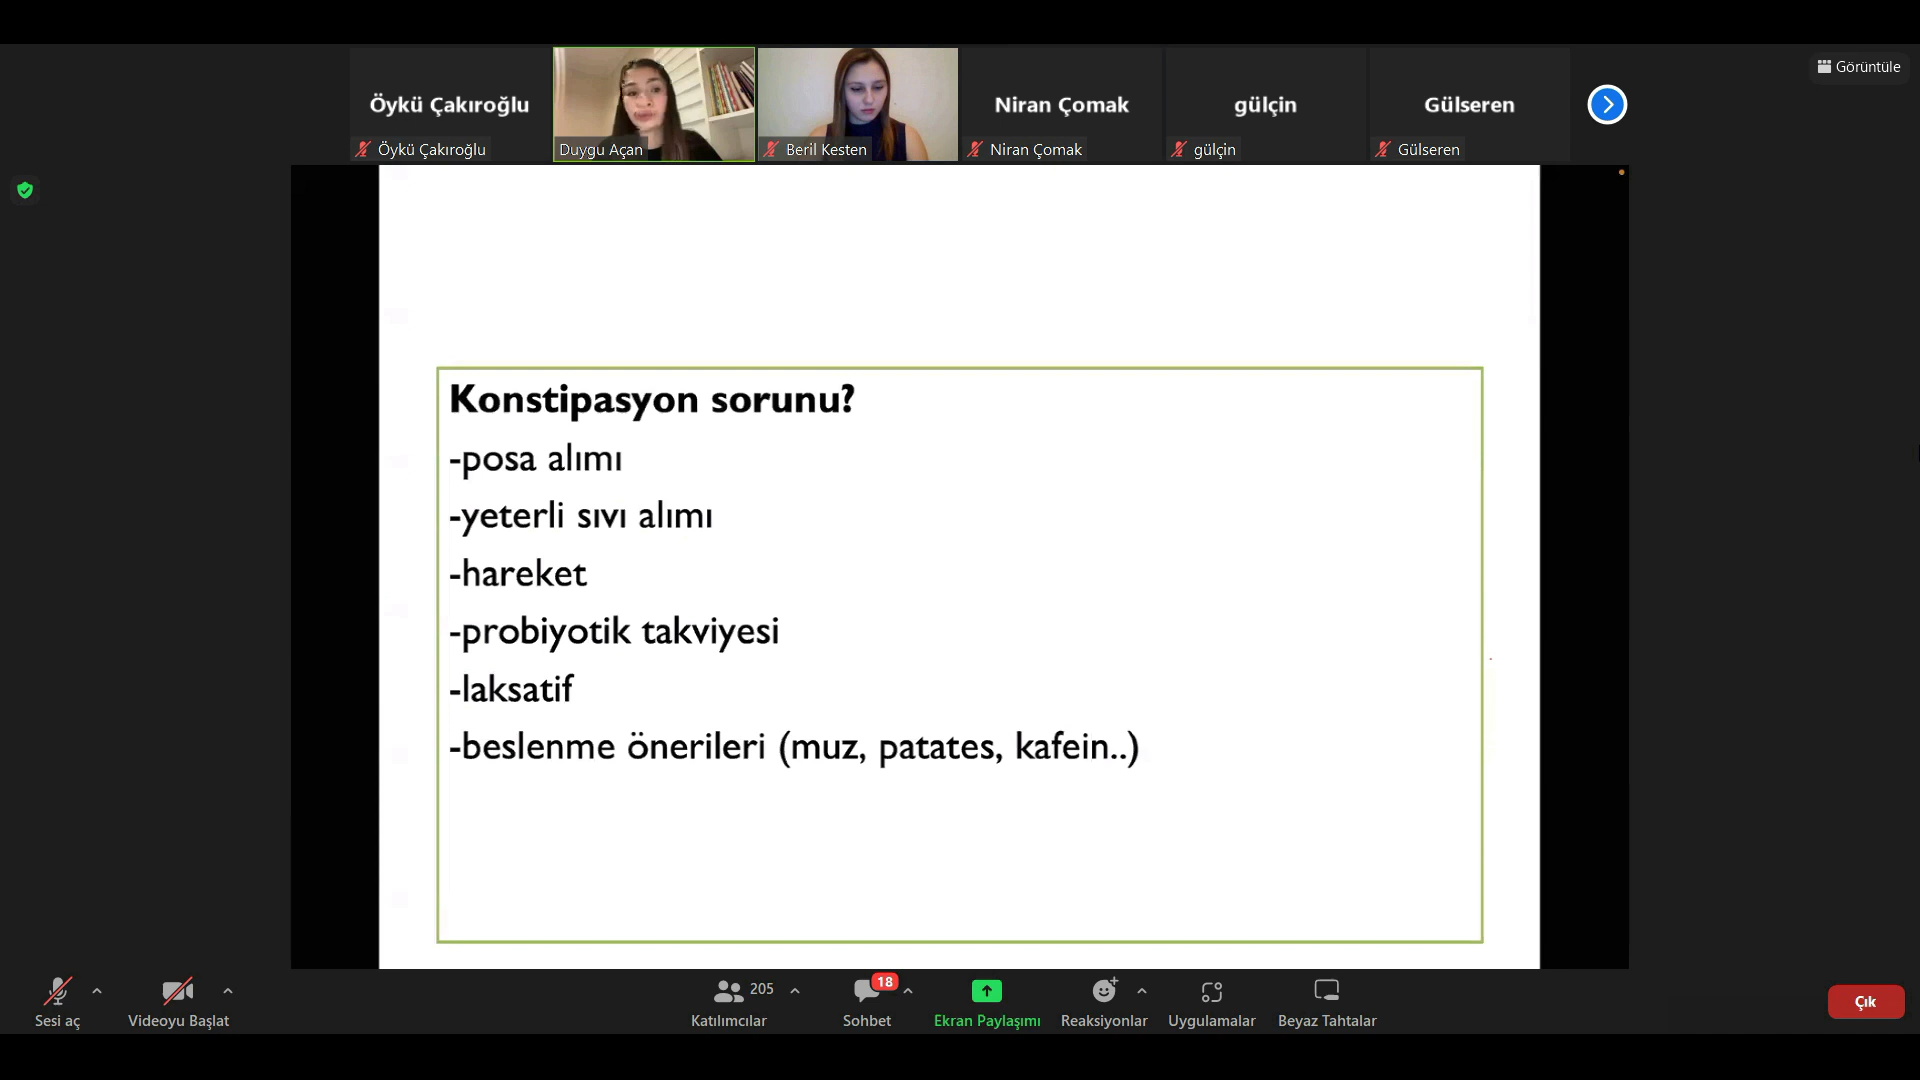 Görüntüle
Öykü Çakıroğlu
Niran Çomak
gülçin
Gülseren
Öykü Çakıroğlu
Duygu Açan
Beril Kesten
Niran Çomak
gülçin
Gülseren
Konstipasyon sorunu?
-posa alımı
-yeterli sıvı alımı
-hareket
-probiyotik takviyesi
-laksatif
-beslenme önerileri (muz, patates, kafein..)
205
18
Sesi aç
Videoyu Başlat
Katılımcılar
Sohbet
Ekran Paylaşımı
Reaksiyonlar
Uygulamalar
Beyaz Tahtalar
Çık